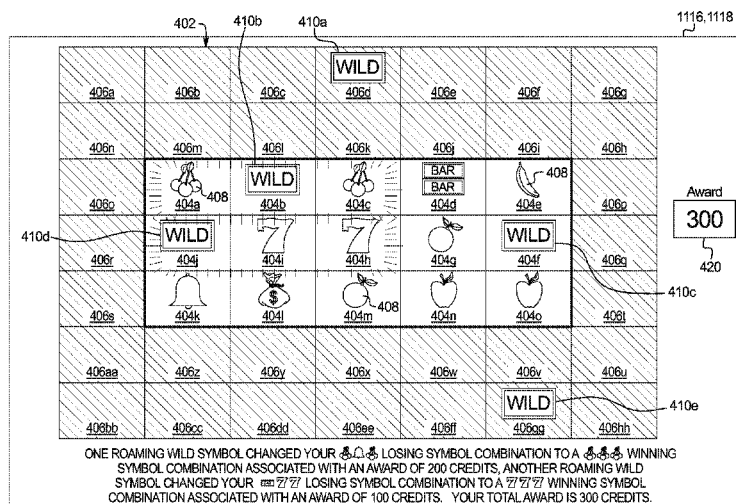 1116, 1118
410b 402 410a
WILD
406a 406b 406c 406d 406e 406f 406g
406n 406m 406l 406k 406j 406i 406h
WILD BAR BAR 408
408
406o 404a 404b 404c 404d 404e 406p
Award
300
420
410d
WILD 7 7 WILD
406r 404j 404i 404h 404g 404f 406q
410c
$
408
406s 404k 404l 404m 404n 404o 406t
406aa 406z 406y 406x 406w 406v 406u
WILD
410e
406bb 406cc 406dd 406ee 406ff 406gg 406hh
ONE ROAMING WILD SYMBOL CHANGED YOUR LOSING SYMBOL COMBINATION TO A WINNING
SYMBOL COMBINATION ASSOCIATED WITH AN AWARD OF 200 CREDITS, ANOTHER ROAMING WILD
SYMBOL CHANGED YOUR 77 LOSING SYMBOL COMBINATION TO A 777 WINNING SYMBOL
COMBINATION ASSOCIATED WITH AN AWARD OF 100 CREDITS. YOUR TOTAL AWARD IS 300 CREDITS.